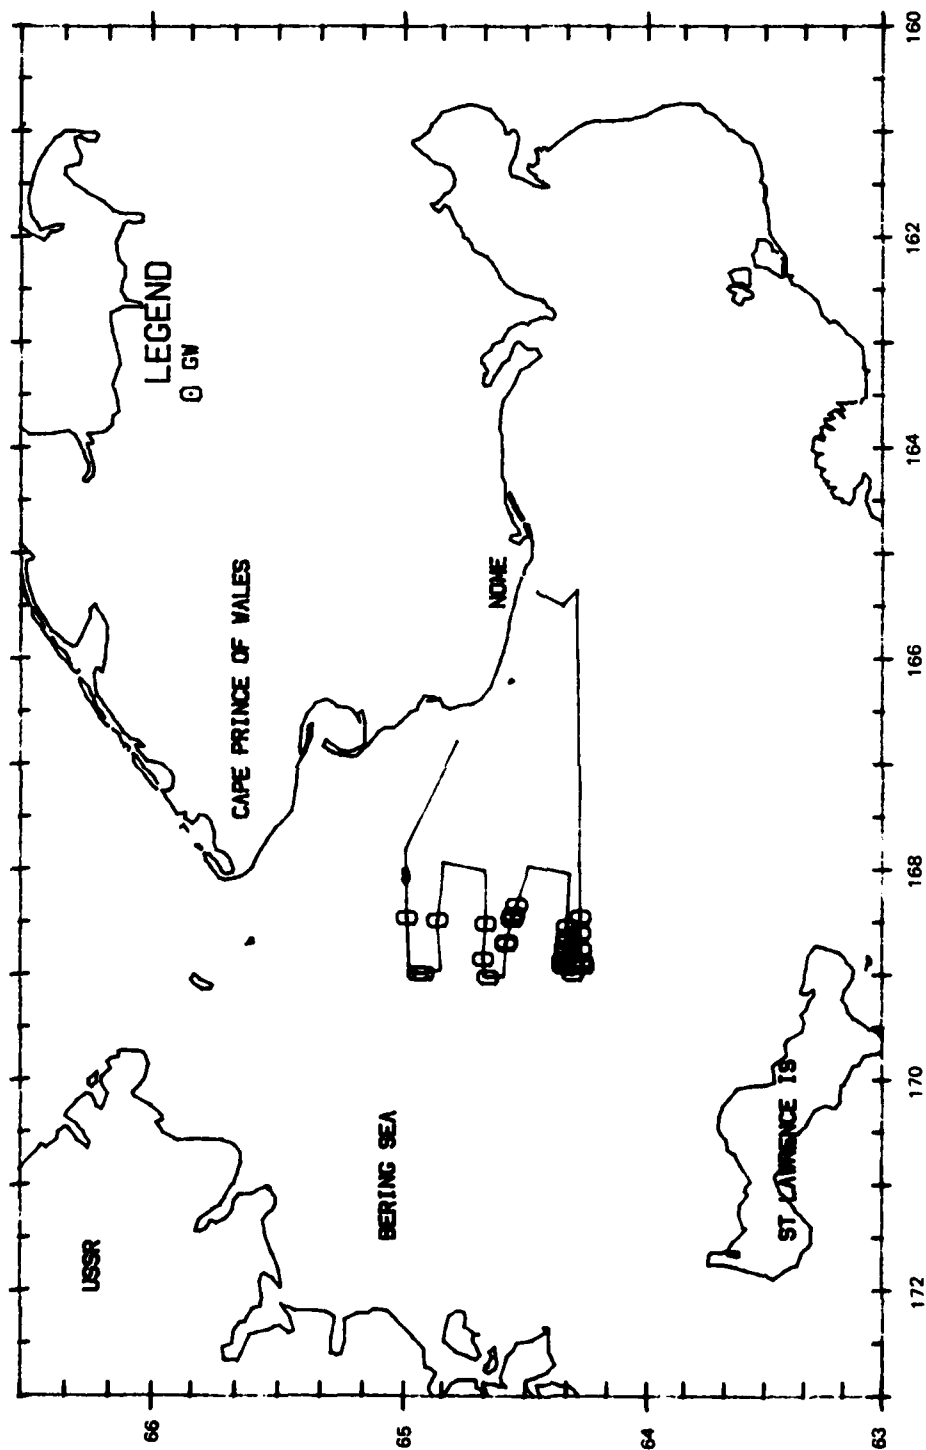 USSR
BERING SEA
ST LAWRENCE IS
CAPE PRINCE OF WALES
NOME
LEGEND
GW
66
65
64
63
172
170
168
166
164
162
160